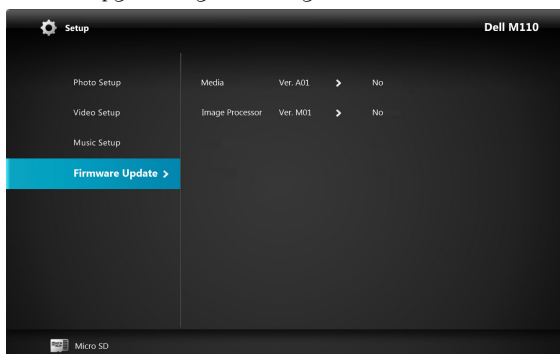 Setup
Dell M110
Photo Setup
Video Setup
Music Setup
Firmware Update >
Media Ver. A01 > No
Image Processor Ver. M01 > No
Micro SD